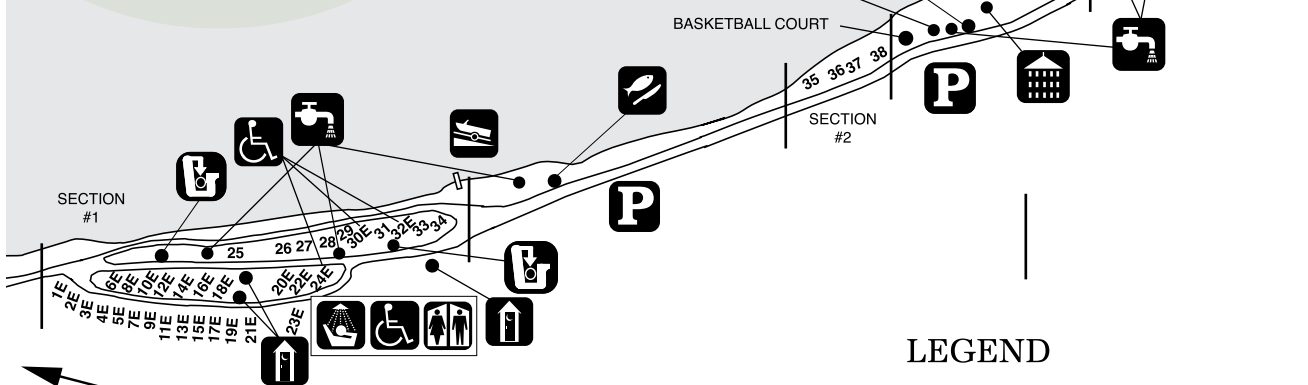 BASKETBALL COURT
35 36 37 38
P
SECTION
#2
SECTION
#1
P
25 26 27 28 29 30E 31 32E 33 34
6E 8E 10E 12E 14E 16E 18E 20E 22E 24E
1E 2E 3E 4E 5E 7E 9E 11E 13E 15E 17E 19E 21E 23E
LEGEND